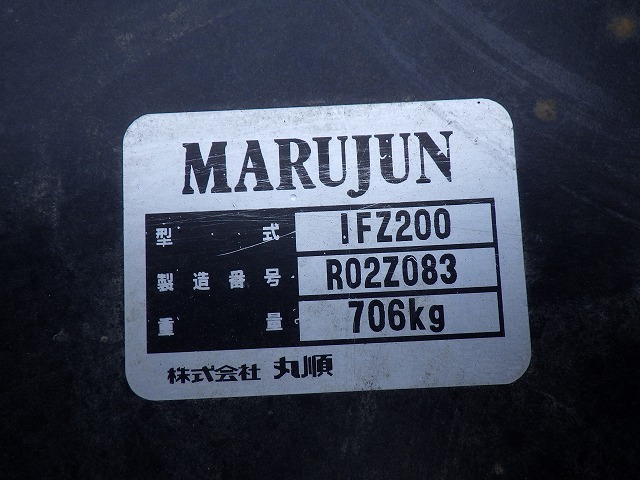 MARUJUN
型式 IFZ200
製造番号 R02Z083
重量 706kg
株式会社 丸順